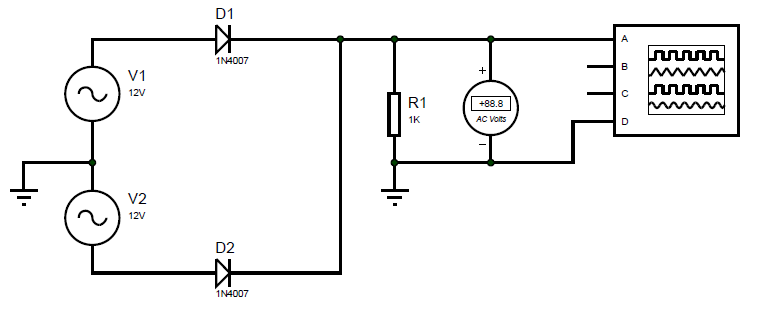 D1
1N4007
V1
12V
R1
1K
+88.8
AC Volts
+
−
A
B
C
D
V2
12V
D2
1N4007